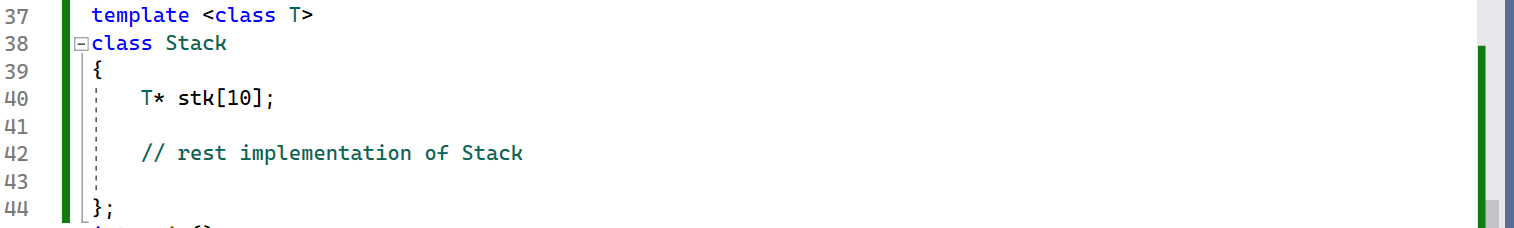 37 template <class T>
38 class Stack
39 {
40 T* stk[10];
41
42 // rest implementation of Stack
43
44 };